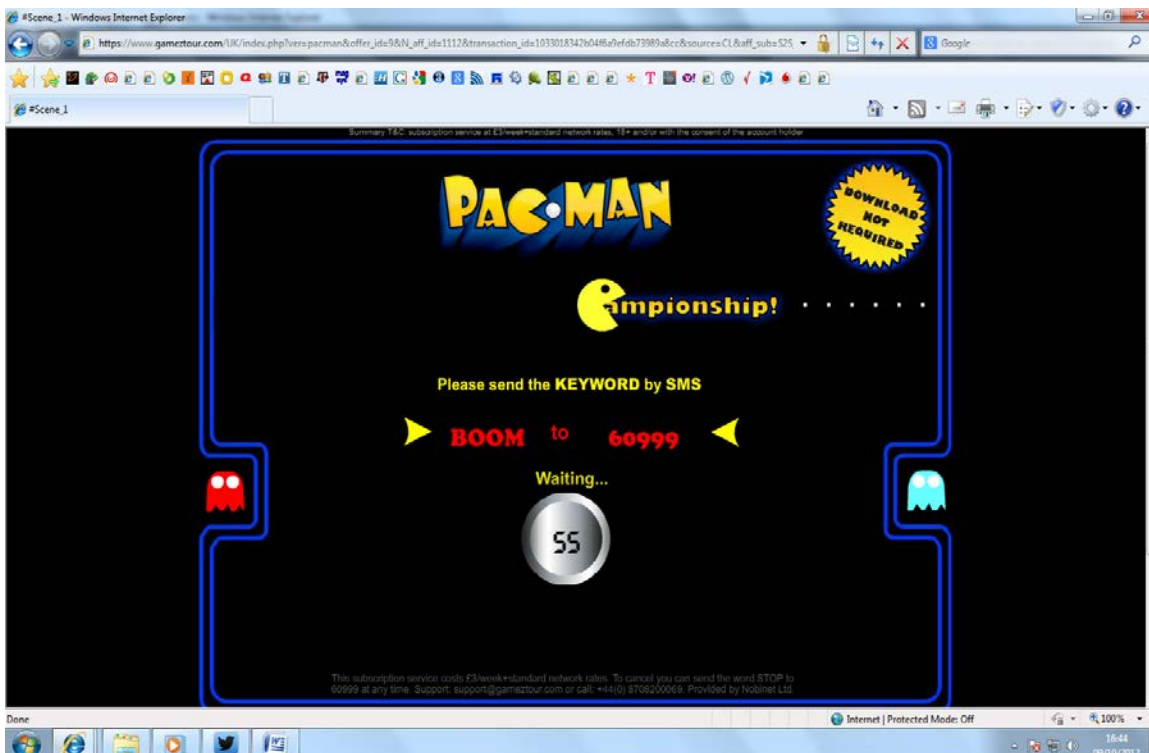 #Scene_1 - Windows Internet Explorer
https://www.gameztour.com/UK/index.php?ver=pacman&offer_id=9&N_aff_id=1112&transaction_id=
Google
#Scene_1
Summary T&C: subscription service at £3/week+standard network rates, 18+ and/or with the consent of the account holder
PAC-MAN
DOWNLOAD
NOT
REQUIRED
ampionship!
Please send the KEYWORD by SMS
BOOM to 60999
Waiting...
55
This subscription service costs £3/week+standard network rates. To cancel you can send the word STOP to
60999 at any time. Support: support@gameztour.com or call: +44(0) 8708200069. Provided by Nobinet Ltd.
Done
Internet | Protected Mode: Off
100%
16:44